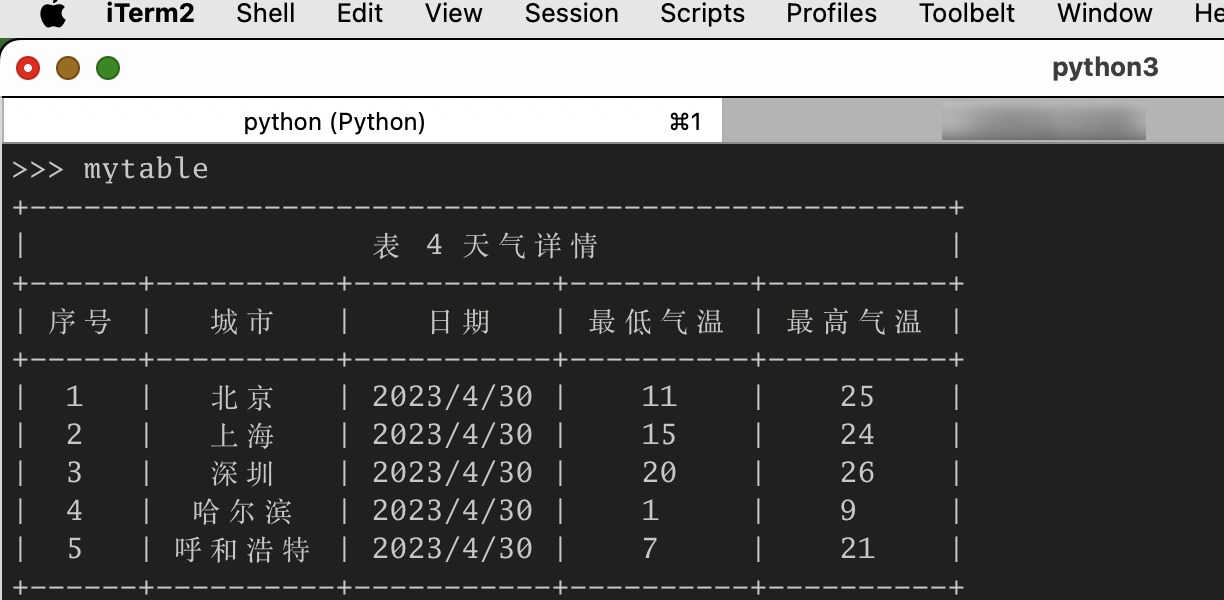 iTerm2 Shell Edit View Session Scripts Profiles Toolbelt Window
python3
python (Python) ⌘1
>>> mytable
+---------------------------------------------------+
| 表 4 天气详情 |
+------+----------+-----------+----------+----------+
| 序号 | 城市 | 日期 | 最低气温 | 最高气温 |
+------+----------+-----------+----------+----------+
| 1 | 北京 | 2023/4/30 | 11 | 25 |
| 2 | 上海 | 2023/4/30 | 15 | 24 |
| 3 | 深圳 | 2023/4/30 | 20 | 26 |
| 4 | 哈尔滨 | 2023/4/30 | 1 | 9 |
| 5 | 呼和浩特 | 2023/4/30 | 7 | 21 |
+------+----------+-----------+----------+----------+